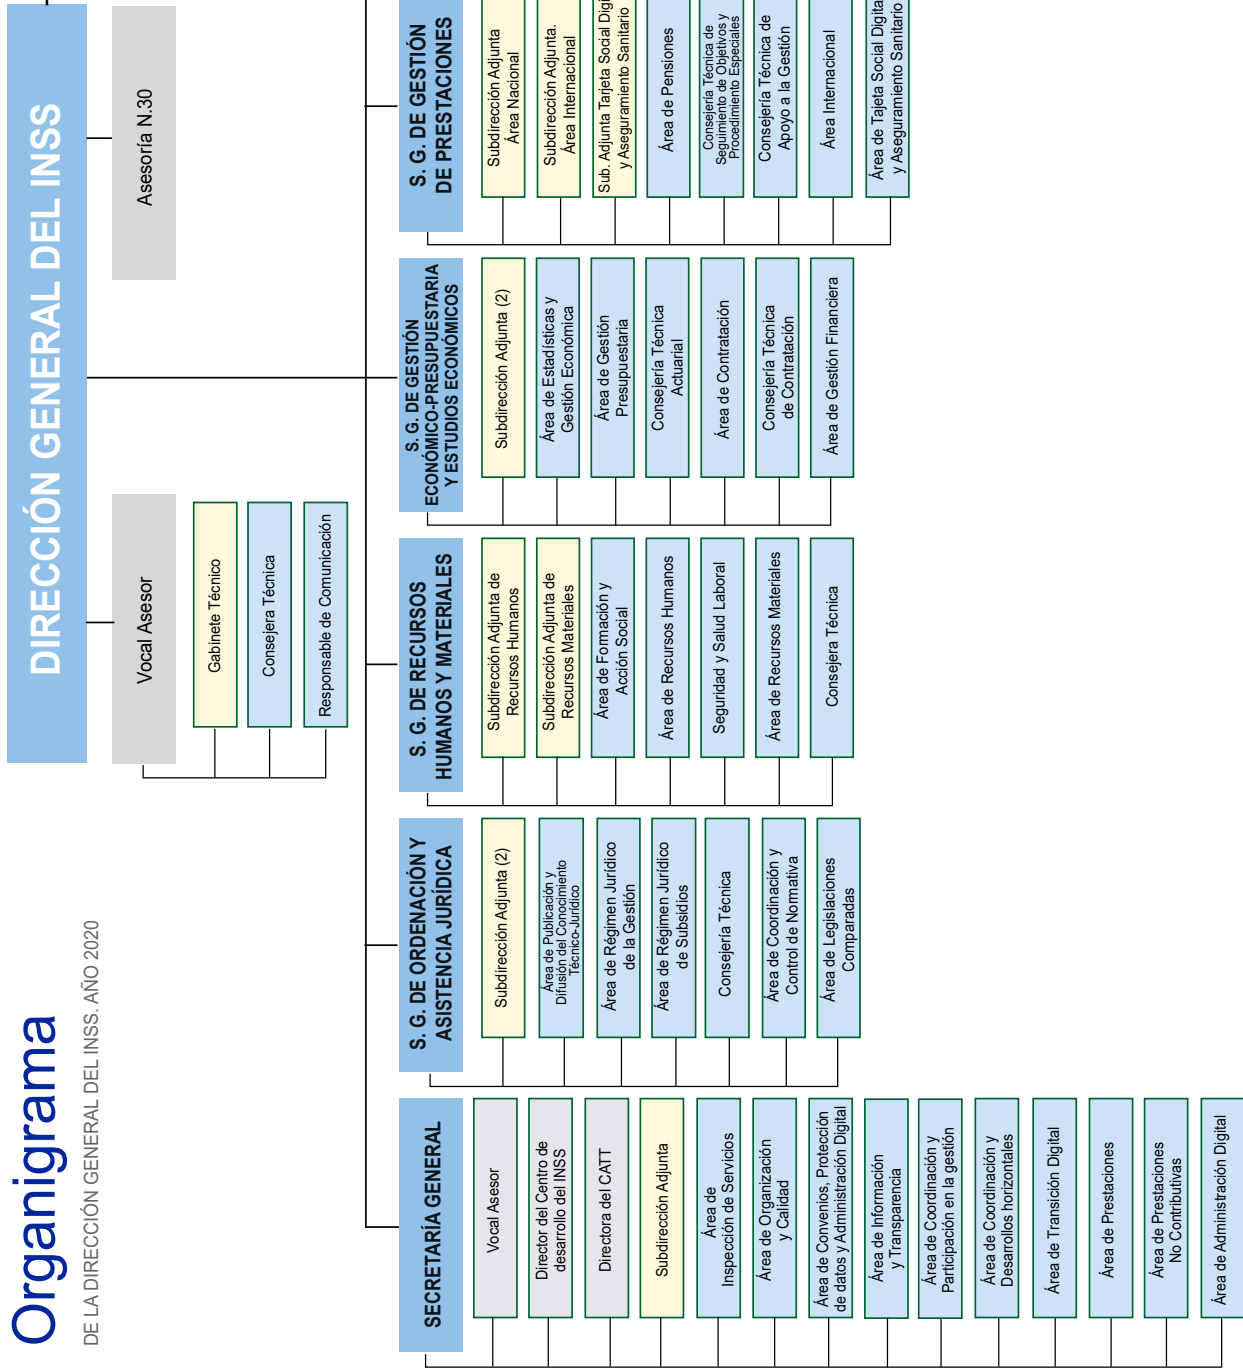 Organigrama
DE LA DIRECCIÓN GENERAL DEL INSS. AÑO 2020
DIRECCIÓN GENERAL DEL INSS
Vocal Asesor
Gabinete Técnico
Consejera Técnica
Responsable de Comunicación
Asesoría N.30
SECRETARÍA GENERAL
Vocal Asesor
Director del Centro de
desarrollo del INSS
Directora del CATT
Subdirección Adjunta
Área de
Inspección de Servicios
Área de Organización
y Calidad
Área de Convenios, Protección
de datos y Administración Digital
Área de Información
y Transparencia
Área de Coordinación y
Participación en la gestión
Área de Coordinación y
Desarrollos horizontales
Área de Transición Digital
Área de Prestaciones
Área de Prestaciones
No Contributivas
Área de Administración Digital
S. G. DE ORDENACIÓN Y
ASISTENCIA JURÍDICA
Subdirección Adjunta (2)
Área de Publicación y
Difusión del Conocimiento
Técnico-Jurídico
Área de Régimen Jurídico
de la Gestión
Área de Régimen Jurídico
de Subsidios
Consejería Técnica
Área de Coordinación y
Control de Normativa
Área de Legislaciones
Comparadas
S. G. DE RECURSOS
HUMANOS Y MATERIALES
Subdirección Adjunta de
Recursos Humanos
Subdirección Adjunta de
Recursos Materiales
Área de Formación y
Acción Social
Área de Recursos Humanos
Seguridad y Salud Laboral
Área de Recursos Materiales
Consejera Técnica
S. G. DE GESTIÓN
ECONÓMICO-PRESUPUESTARIA
Y ESTUDIOS ECONÓMICOS
Subdirección Adjunta (2)
Área de Estadísticas y
Gestión Económica
Área de Gestión
Presupuestaria
Consejería Técnica
Actuarial
Área de Contratación
Consejería Técnica
de Contratación
Área de Gestión Financiera
S. G. DE GESTIÓN
DE PRESTACIONES
Subdirección Adjunta
Área Nacional
Subdirección Adjunta.
Área Internacional
Sub. Adjunta Tarjeta Social Digi
y Aseguramiento Sanitario
Área de Pensiones
Consejería Técnica de
Seguimiento de Objetivos y
Procedimiento Especiales
Consejería Técnica de
Apoyo a la Gestión
Área Internacional
Área de Tajeta Social Digita
y Aseguramiento Sanitario